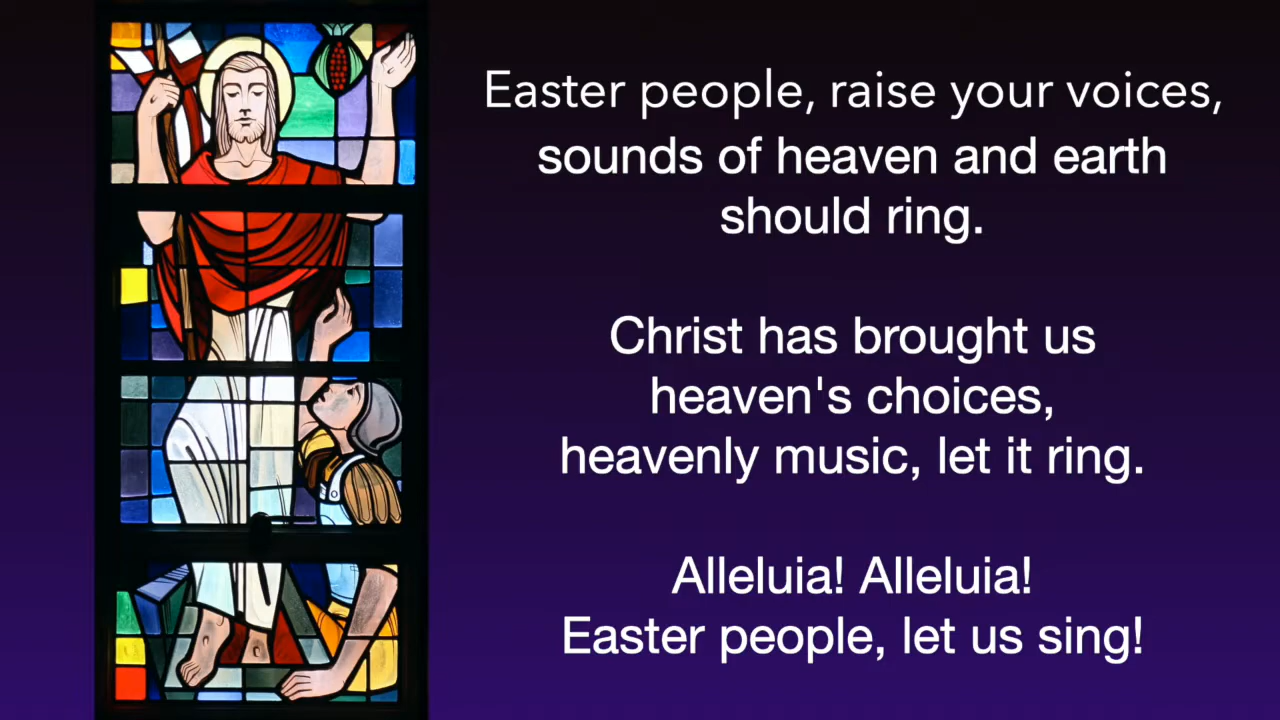 Easter people, raise your voices,
sounds of heaven and earth
should ring.
Christ has brought us
heaven's choices,
heavenly music, let it ring.
Alleluia! Alleluia!
Easter people, let us sing!